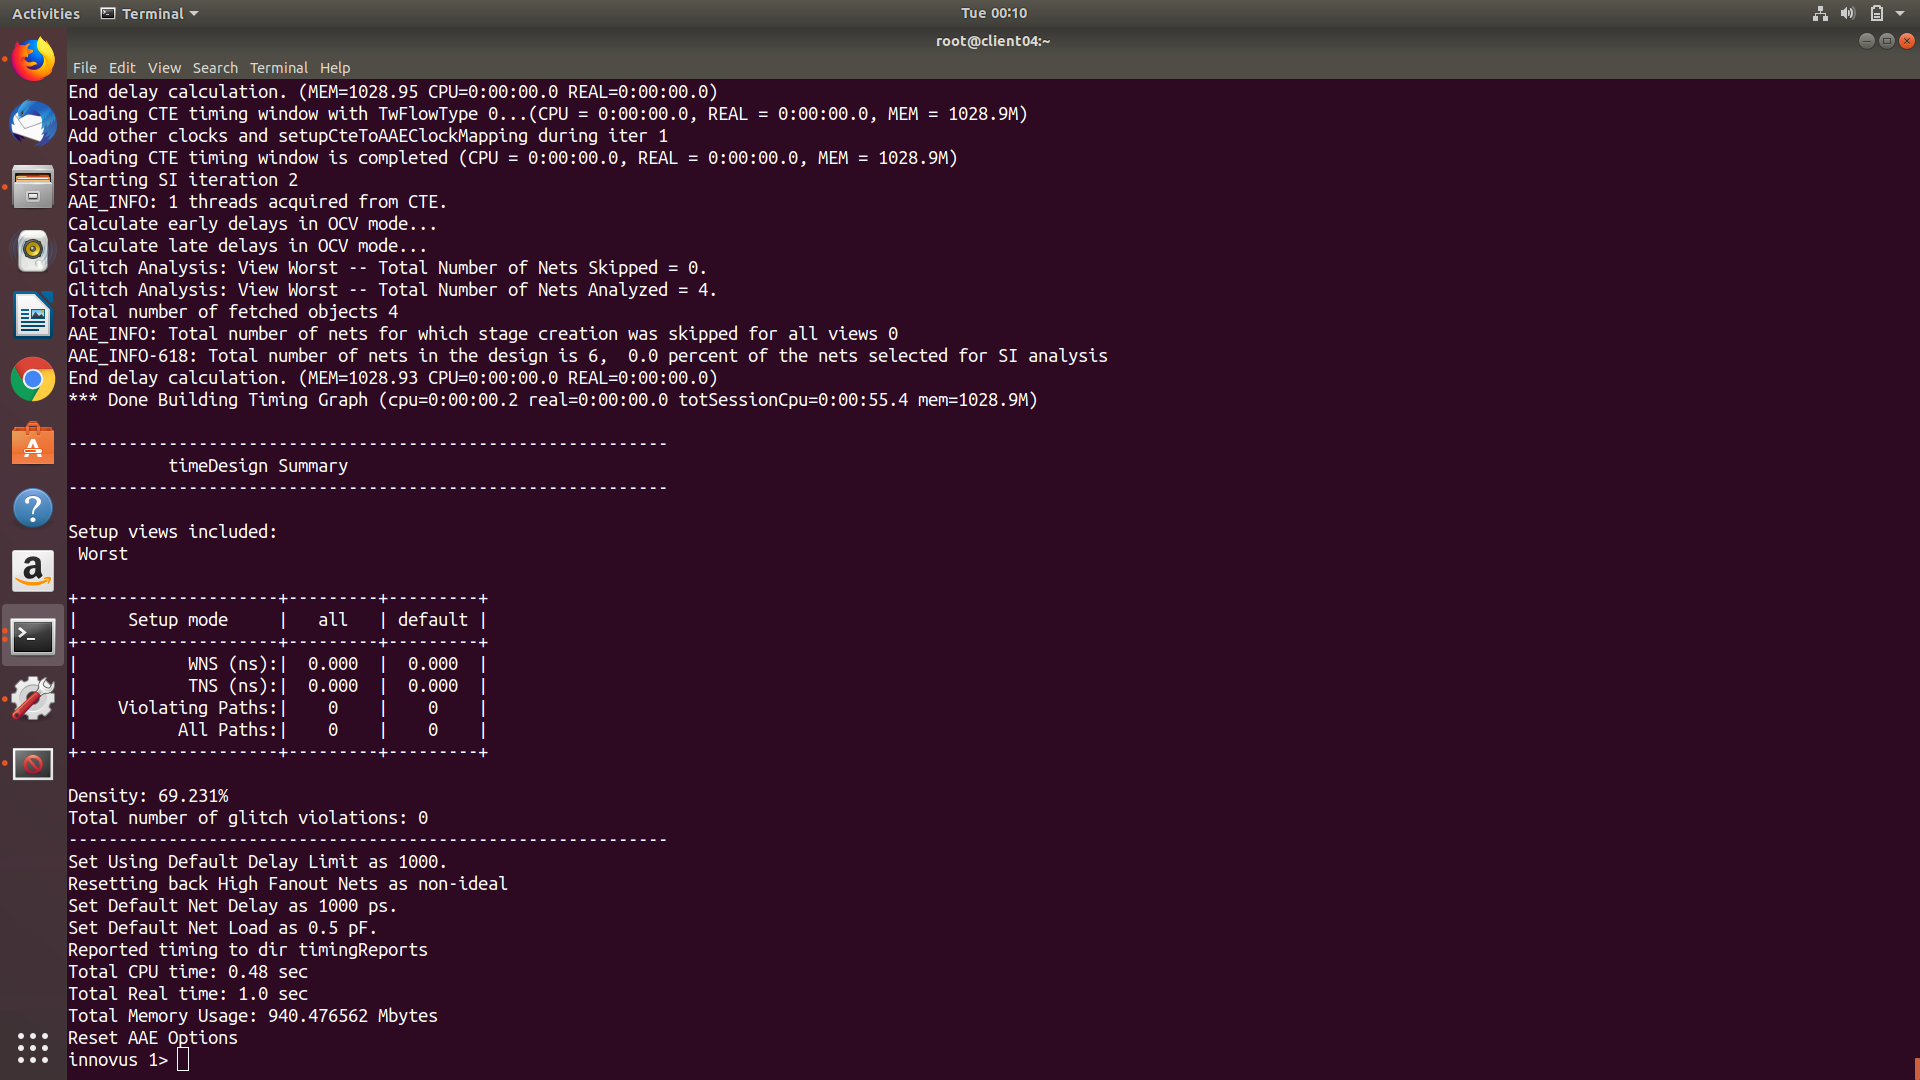 Activities Terminal Tue 00:10
root@client04:~
File Edit View Search Terminal Help
End delay calculation. (MEM=1028.95 CPU=0:00:00.0 REAL=0:00:00.0)
Loading CTE timing window with TwFlowType 0...(CPU = 0:00:00.0, REAL = 0:00:00.0, MEM = 1028.9M)
Add other clocks and setupCteToAAEClockMapping during iter 1
Loading CTE timing window is completed (CPU = 0:00:00.0, REAL = 0:00:00.0, MEM = 1028.9M)
Starting SI iteration 2
AAE_INFO: 1 threads acquired from CTE.
Calculate early delays in OCV mode...
Calculate late delays in OCV mode...
Glitch Analysis: View Worst -- Total Number of Nets Skipped = 0.
Glitch Analysis: View Worst -- Total Number of Nets Analyzed = 4.
Total number of fetched objects 4
AAE_INFO: Total number of nets for which stage creation was skipped for all views 0
AAE_INFO-618: Total number of nets in the design is 6,  0.0 percent of the nets selected for SI analysis
End delay calculation. (MEM=1028.93 CPU=0:00:00.0 REAL=0:00:00.0)
*** Done Building Timing Graph (cpu=0:00:00.2 real=0:00:00.0 totSessionCpu=0:00:55.4 mem=1028.9M)
------------------------------------------------------------
          timeDesign Summary
------------------------------------------------------------
Setup views included:
 Worst
+--------------------+---------+---------+
|     Setup mode     |   all   | default |
+--------------------+---------+---------+
|           WNS (ns):|  0.000  |  0.000  |
|           TNS (ns):|  0.000  |  0.000  |
|    Violating Paths:|    0    |    0    |
|          All Paths:|    0    |    0    |
+--------------------+---------+---------+
Density: 69.231%
Total number of glitch violations: 0
------------------------------------------------------------
Set Using Default Delay Limit as 1000.
Resetting back High Fanout Nets as non-ideal
Set Default Net Delay as 1000 ps.
Set Default Net Load as 0.5 pF.
Reported timing to dir timingReports
Total CPU time: 0.48 sec
Total Real time: 1.0 sec
Total Memory Usage: 940.476562 Mbytes
Reset AAE Options
innovus 1>